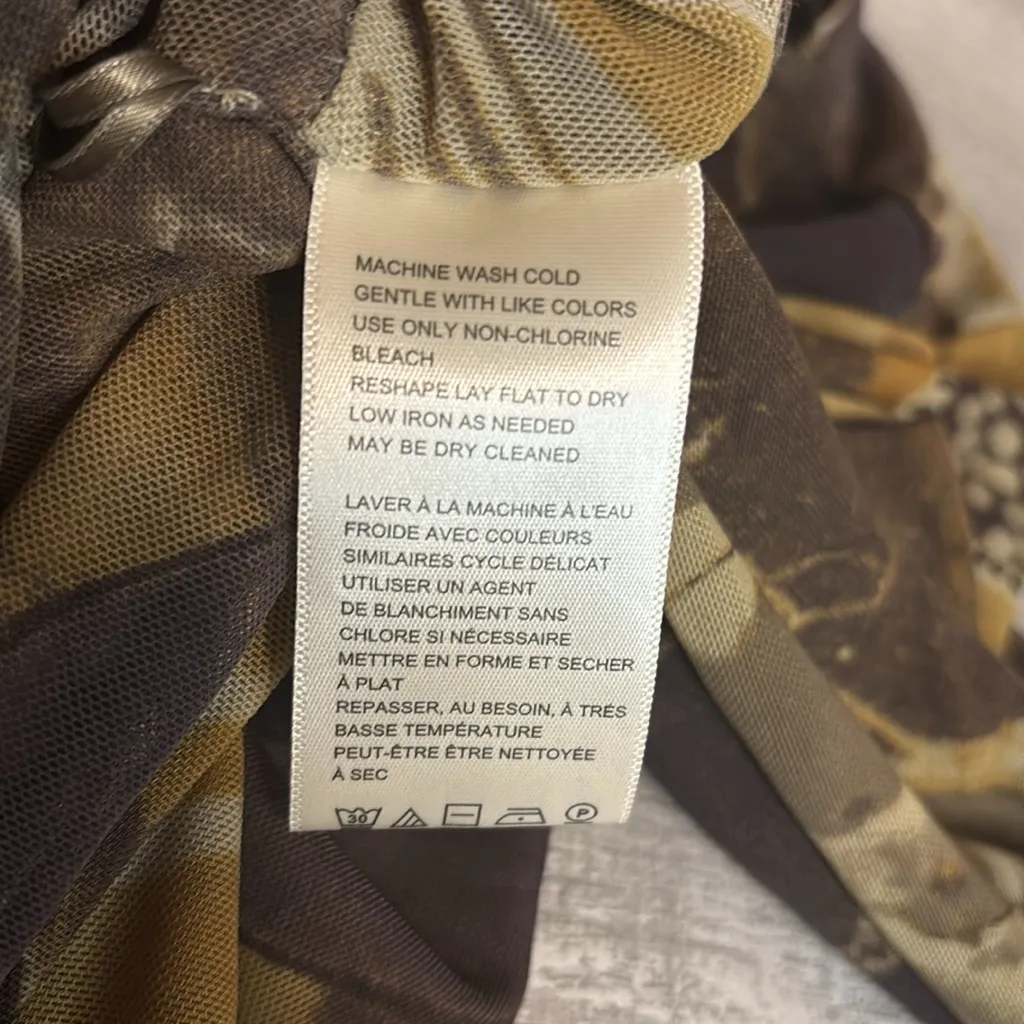 MACHINE WASH COLD
GENTLE WITH LIKE COLORS
USE ONLY NON-CHLORINE
BLEACH
RESHAPE LAY FLAT TO DRY
LOW IRON AS NEEDED
MAY BE DRY CLEANED
LAVER À LA MACHINE À L'EAU
FROIDE AVEC COULEURS
SIMILAIRES CYCLE DÉLICAT
UTILISER UN AGENT
DE BLANCHIMENT SANS
CHLORE SI NÉCESSAIRE
METTRE EN FORME ET SECHER
À PLAT
REPASSER, AU BESOIN, À TRÈS
BASSE TEMPÉRATURE
PEUT-ÊTRE ÊTRE NETTOYÉE
À SEC
30 P